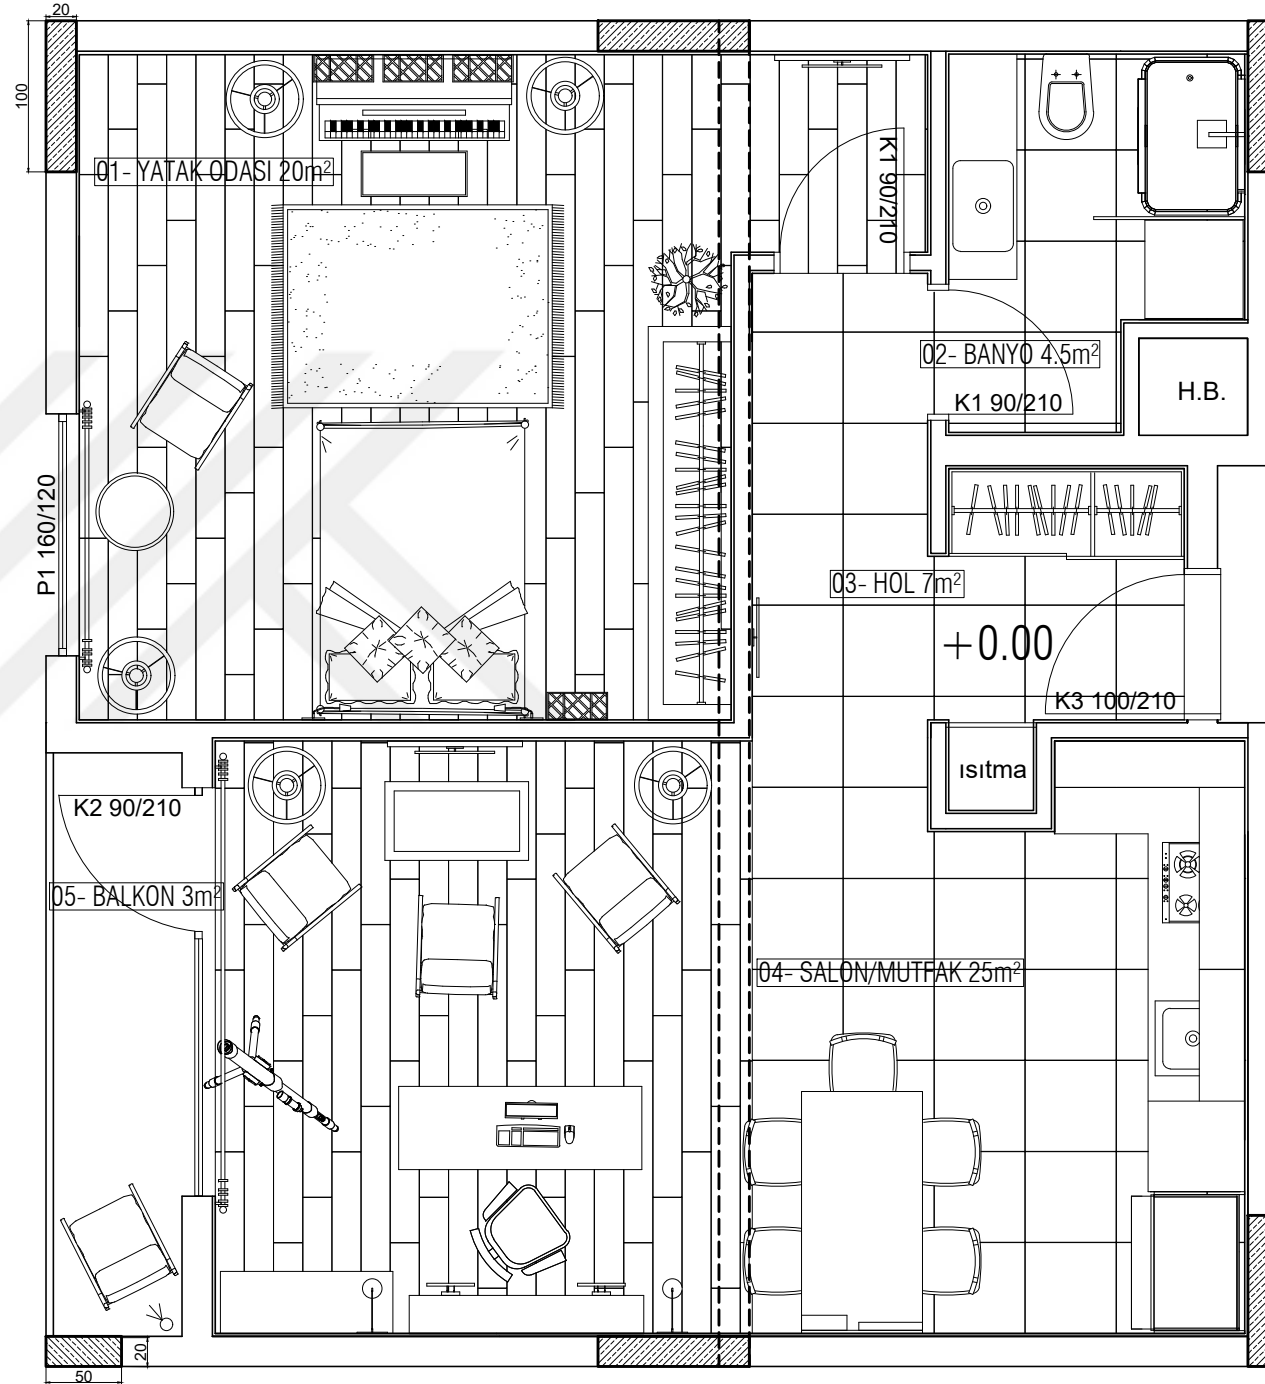 20
100
01- YATAK ODASI 20m²
K1 90/210
02- BANYO 4.5m²
K1 90/210
H.B.
P1 160/120
03- HOL 7m²
+0.00
K3 100/210
ısıtma
K2 90/210
05- BALKON 3m²
04- SALON/MUTFAK 25m²
20
50